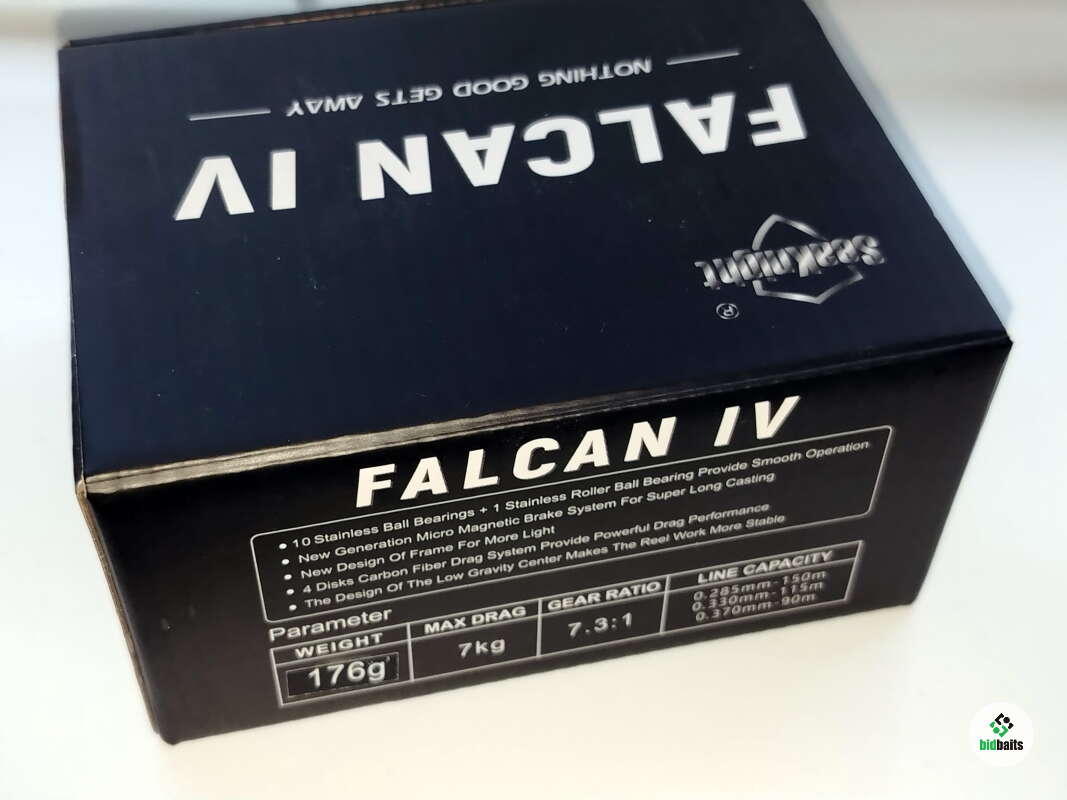 NOTHING GOOD GETS AWAY
FALCAN IV
SeaKnight
®
FALCAN IV
• 10 Stainless Ball Bearings + 1 Stainless Roller Ball Bearing Provide Smooth Operation
• New Generation Micro Magnetic Brake System For Super Long Casting
• New Design Of Frame For More Light
• 4 Disks Carbon Fiber Drag System Provide Powerful Drag Performance
• The Design Of The Low Gravity Center Makes The Reel Work More Stable
Parameter
WEIGHT MAX DRAG GEAR RATIO LINE CAPACITY
176g 7kg 7.3:1 0.285mm-150m
0.330mm-115m
0.370mm-90m
bidbaits